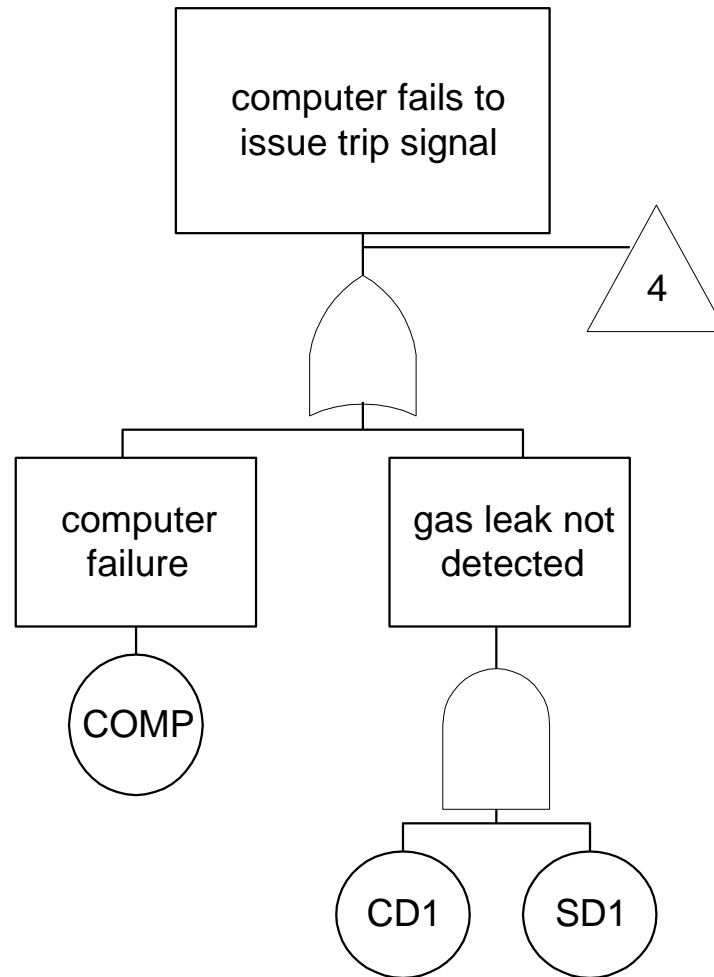 computer fails to
issue trip signal
4
computer
failure
gas leak not
detected
COMP
CD1
SD1